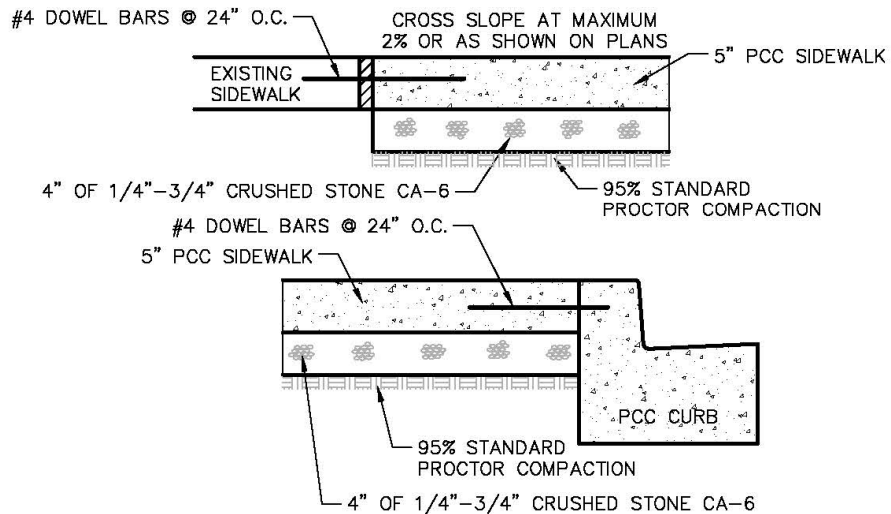 #4 DOWEL BARS @ 24" O.C.
CROSS SLOPE AT MAXIMUM
2% OR AS SHOWN ON PLANS
5" PCC SIDEWALK
EXISTING
SIDEWALK
4" OF 1/4"-3/4" CRUSHED STONE CA-6
95% STANDARD
PROCTOR COMPACTION
#4 DOWEL BARS @ 24" O.C.
5" PCC SIDEWALK
PCC CURB
95% STANDARD
PROCTOR COMPACTION
4" OF 1/4"-3/4" CRUSHED STONE CA-6